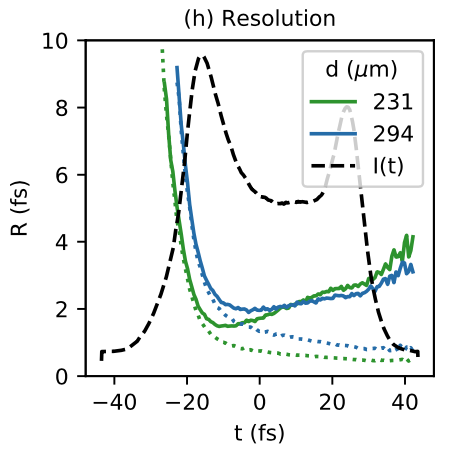 (h) Resolution
R (fs)
10
8
6
4
2
0
d (μm)
231
294
I(t)
−40
−20
0
20
40
t (fs)